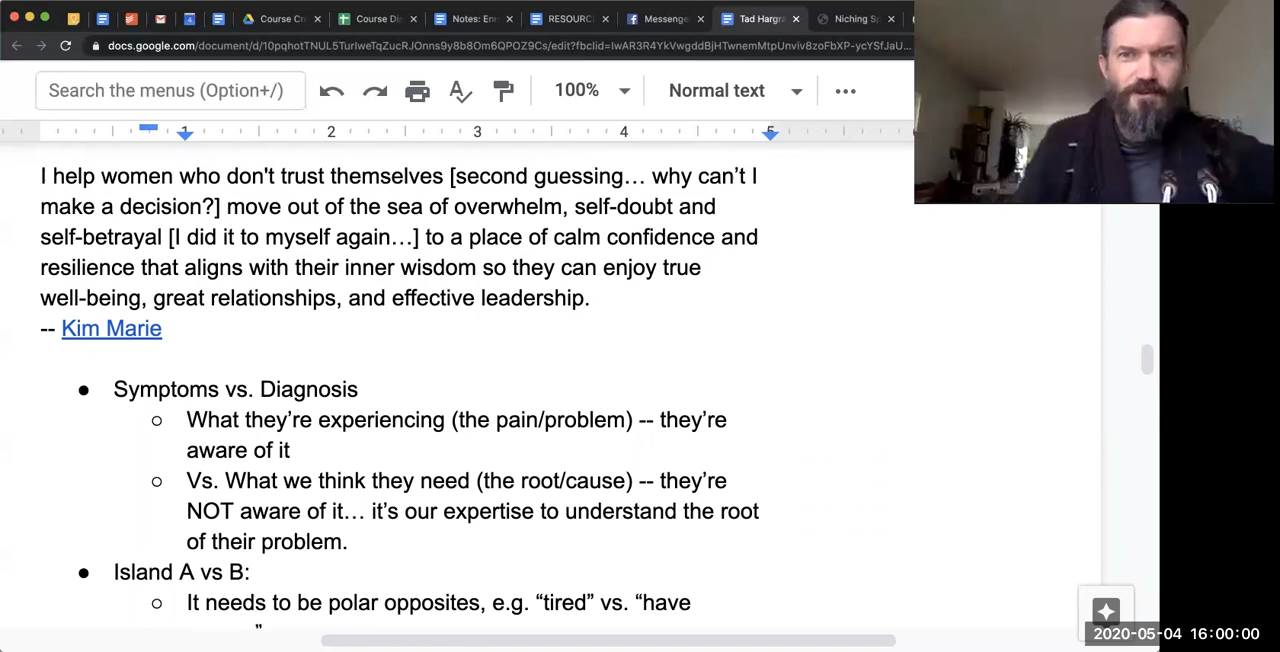 Course Cr
Course Di
Notes: Enr
RESOURC
Messenge
Tad Hargra
Niching Sp
docs.google.com/document/d/10pqhotTNUL5TurIweTqZucRJOnns9y8b8Om6QPOZ9Cs/edit?fbclid=IwAR3R4YkVwgddBjHTwnemMtpUnviv8zoFbXP-ycYSfJaU...
Search the menus (Option+/)
100%
Normal text
1 2 3 4 5
I help women who don't trust themselves [second guessing… why can’t I
make a decision?] move out of the sea of overwhelm, self-doubt and
self-betrayal [I did it to myself again…] to a place of calm confidence and
resilience that aligns with their inner wisdom so they can enjoy true
well-being, great relationships, and effective leadership.
-- Kim Marie
● Symptoms vs. Diagnosis
○ What they’re experiencing (the pain/problem) -- they’re
aware of it
○ Vs. What we think they need (the root/cause) -- they’re
NOT aware of it… it’s our expertise to understand the root
of their problem.
● Island A vs B:
○ It needs to be polar opposites, e.g. “tired” vs. “have
2020-05-04 16:00:00